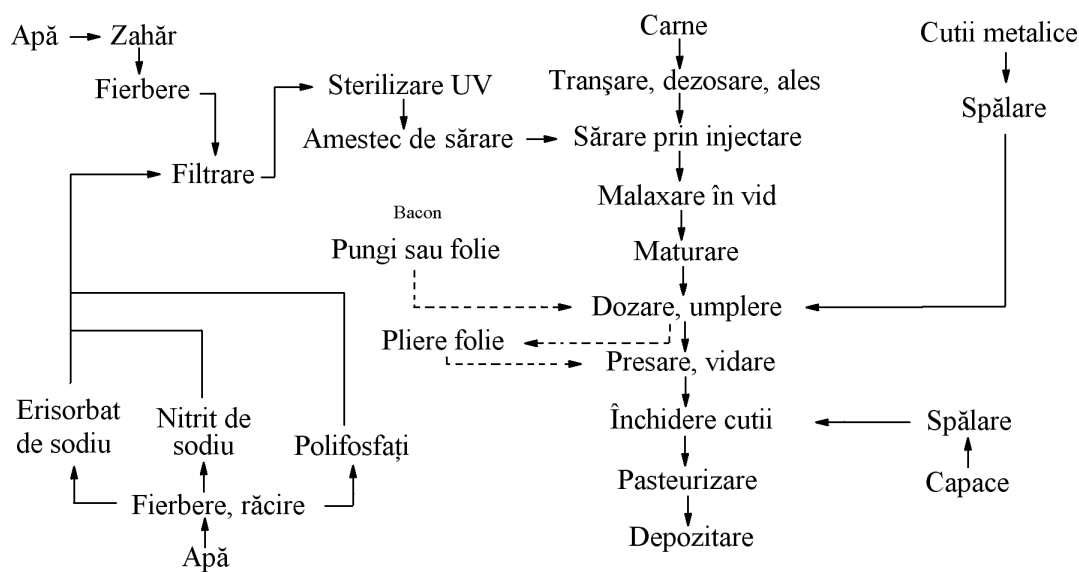 Apă
Zahăr
Fierbere
Filtrare
Sterilizare UV
Amestec de sărare
Carne
Tranşare, dezosare, ales
Sărare prin injectare
Malaxare în vid
Maturare
Bacon
Pungi sau folie
Dozare, umplere
Pliere folie
Presare, vidare
Închidere cutii
Pasteurizare
Depozitare
Cutii metalice
Spălare
Spălare
Capace
Erisorbat
de sodiu
Nitrit de
sodiu
Polifosfați
Fierbere, răcire
Apă